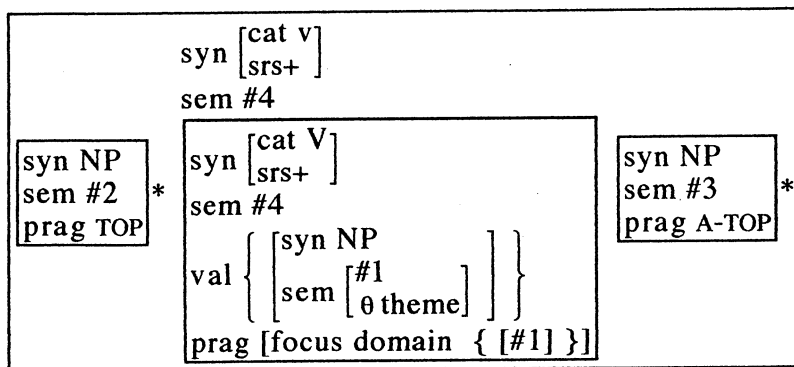 syn [cat v
srs+]
sem #4
syn NP
sem #2
prag TOP
*
syn [cat V
srs+]
sem #4
val { [syn NP
sem [#1
θ theme] ] }
prag [focus domain { [#1] }]
syn NP
sem #3
prag A-TOP
*